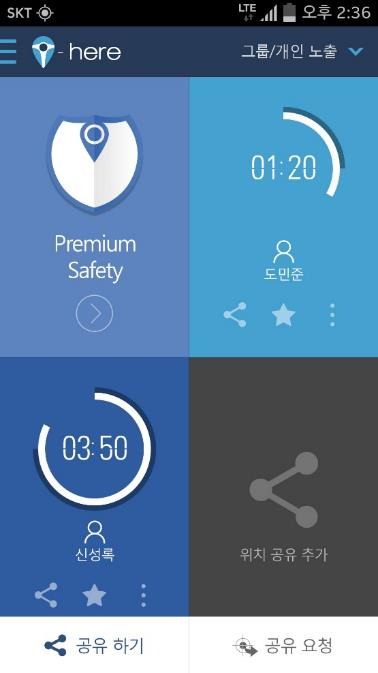 SKT LTE 오후 2:36
- here 그룹/개인 노출
Premium
Safety
01:20
도민준
03:50
신성록
위치 공유 추가
공유 하기 공유 요청